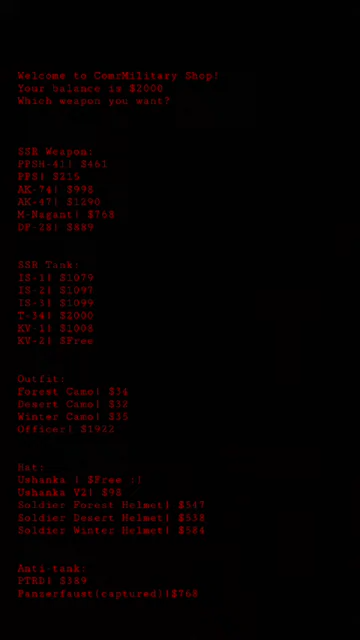 Welcome to ComrMilitary Shop!
Your balance is $2000
Which weapon you want?
SSR Weapon:
PPSH-41| $461
PPS| $215
AK-74| $998
AK-47| $1290
M-Nagant| $768
DP-28| $889
SSR Tank:
IS-1| $1079
IS-2| $1097
IS-3| $1099
T-34| $2000
KV-1| $1008
KV-2| $Free
Outfit:
Forest Camo| $34
Desert Camo| $32
Winter Camo| $35
Officer| $1922
Hat:
Ushanka | $Free :|
Ushanka V2| $98
Soldier Forest Helmet| $547
Soldier Desert Helmet| $558
Soldier Winter Helmet| $584
Anti-tank:
PTRD| $389
Panzerfaust(captured)|$768